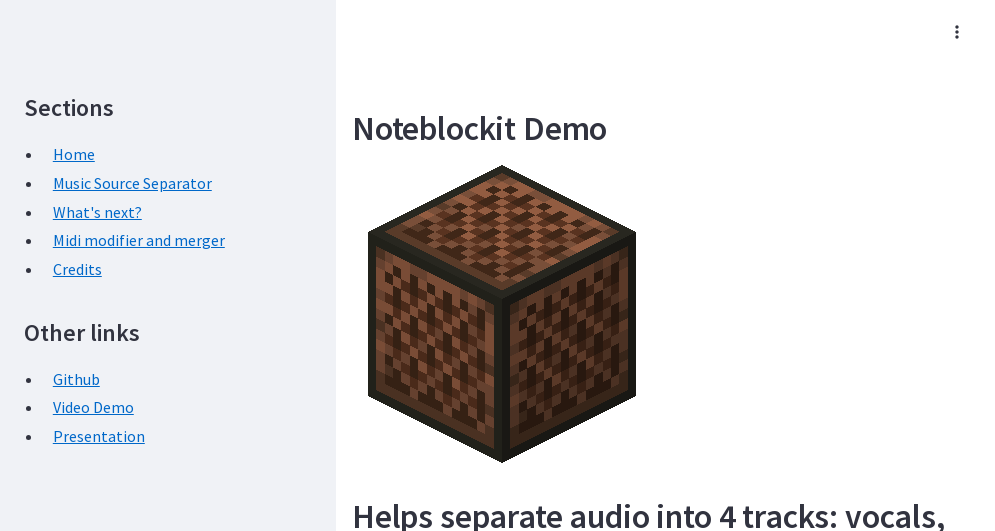 Sections
Home
Music Source Separator
What's next?
Midi modifier and merger
Credits
Other links
Github
Video Demo
Presentation
Noteblockit Demo
Helps separate audio into 4 tracks: vocals,